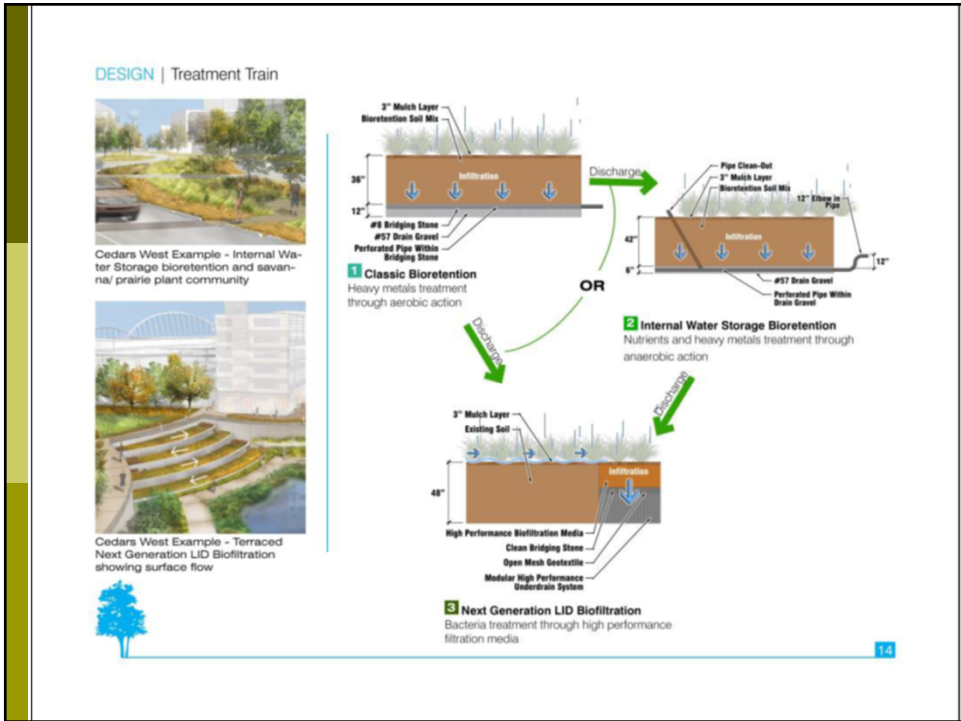 DESIGN | Treatment Train
Cedars West Example - Internal Wa-
ter Storage bioretention and savan-
na/ prairie plant community
Cedars West Example - Terraced
Next Generation LID Biofiltration
showing surface flow
3" Mulch Layer
Bioretention Soil Mix
36"
Infiltration
12"
#8 Bridging Stone
#57 Drain Gravel
Perforated Pipe Within
Bridging Stone
1 Classic Bioretention
Heavy metals treatment
through aerobic action
Discharge
OR
Discharge
Pipe Clean-Out
3" Mulch Layer
Bioretention Soil Mix
12" Elbow in
Pipe
42"
Infiltration
6"
12"
#57 Drain Gravel
Perforated Pipe Within
Drain Gravel
2 Internal Water Storage Bioretention
Nutrients and heavy metals treatment through
anaerobic action
Discharge
3" Mulch Layer
Existing Soil
Infiltration
48"
High Performance Biofiltration Media
Clean Bridging Stone
Open Mesh Geotextile
Modular High Performance
Underdrain System
3 Next Generation LID Biofiltration
Bacteria treatment through high performance
filtration media
14